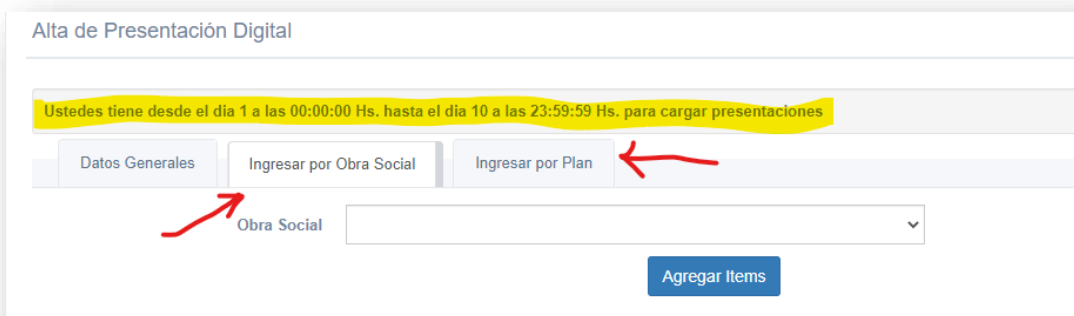 Alta de Presentación Digital
Ustedes tiene desde el dia 1 a las 00:00:00 Hs. hasta el dia 10 a las 23:59:59 Hs. para cargar presentaciones
Datos Generales Ingresar por Obra Social Ingresar por Plan
Obra Social
Agregar Items